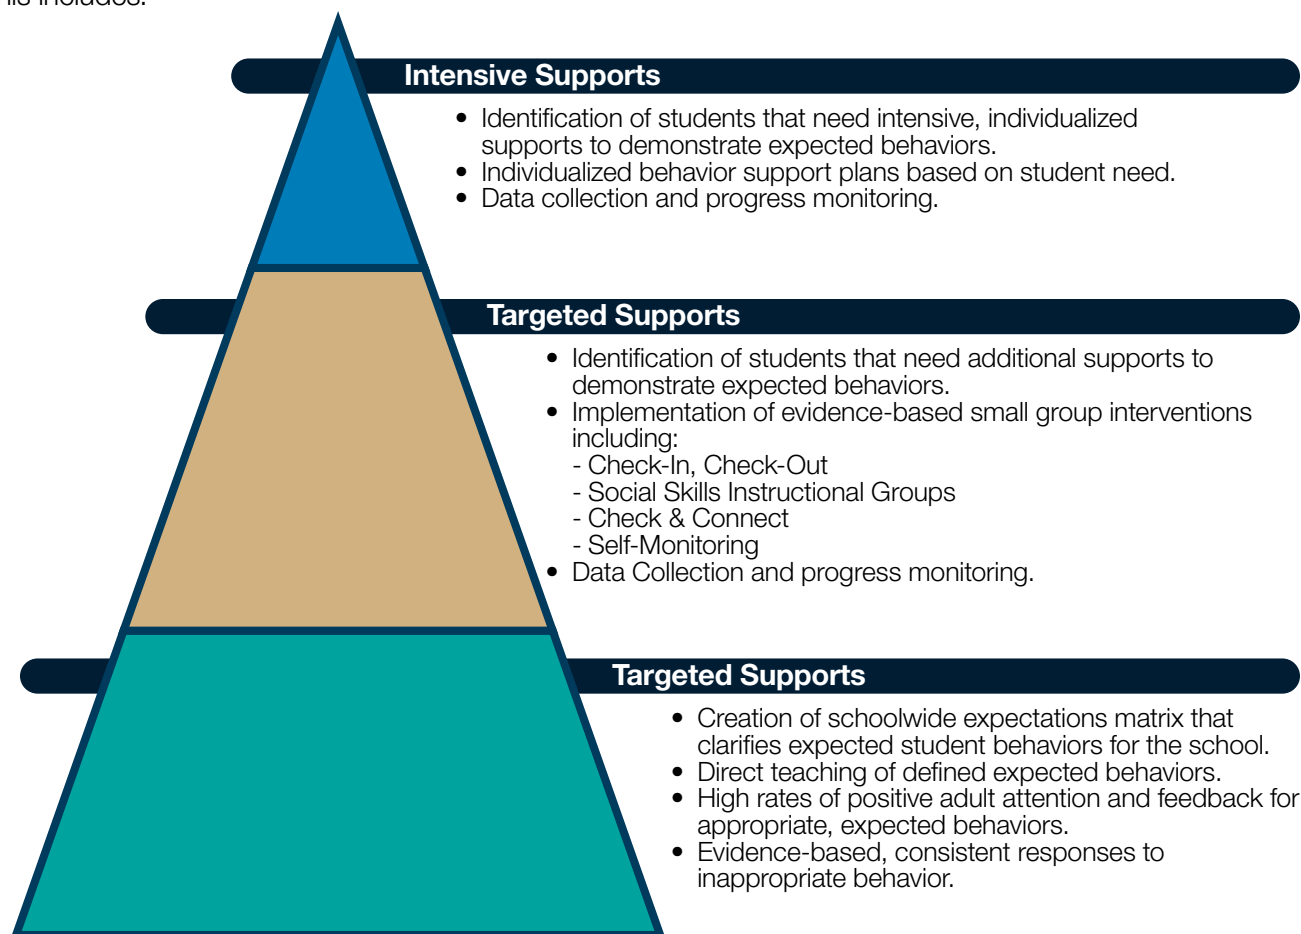 his includes:
Intensive Supports
• Identification of students that need intensive, individualized
supports to demonstrate expected behaviors.
• Individualized behavior support plans based on student need.
• Data collection and progress monitoring.
Targeted Supports
• Identification of students that need additional supports to
demonstrate expected behaviors.
• Implementation of evidence-based small group interventions
including:
- Check-In, Check-Out
- Social Skills Instructional Groups
- Check & Connect
- Self-Monitoring
• Data Collection and progress monitoring.
Targeted Supports
• Creation of schoolwide expectations matrix that
clarifies expected student behaviors for the school.
• Direct teaching of defined expected behaviors.
• High rates of positive adult attention and feedback for
appropriate, expected behaviors.
• Evidence-based, consistent responses to
inappropriate behavior.